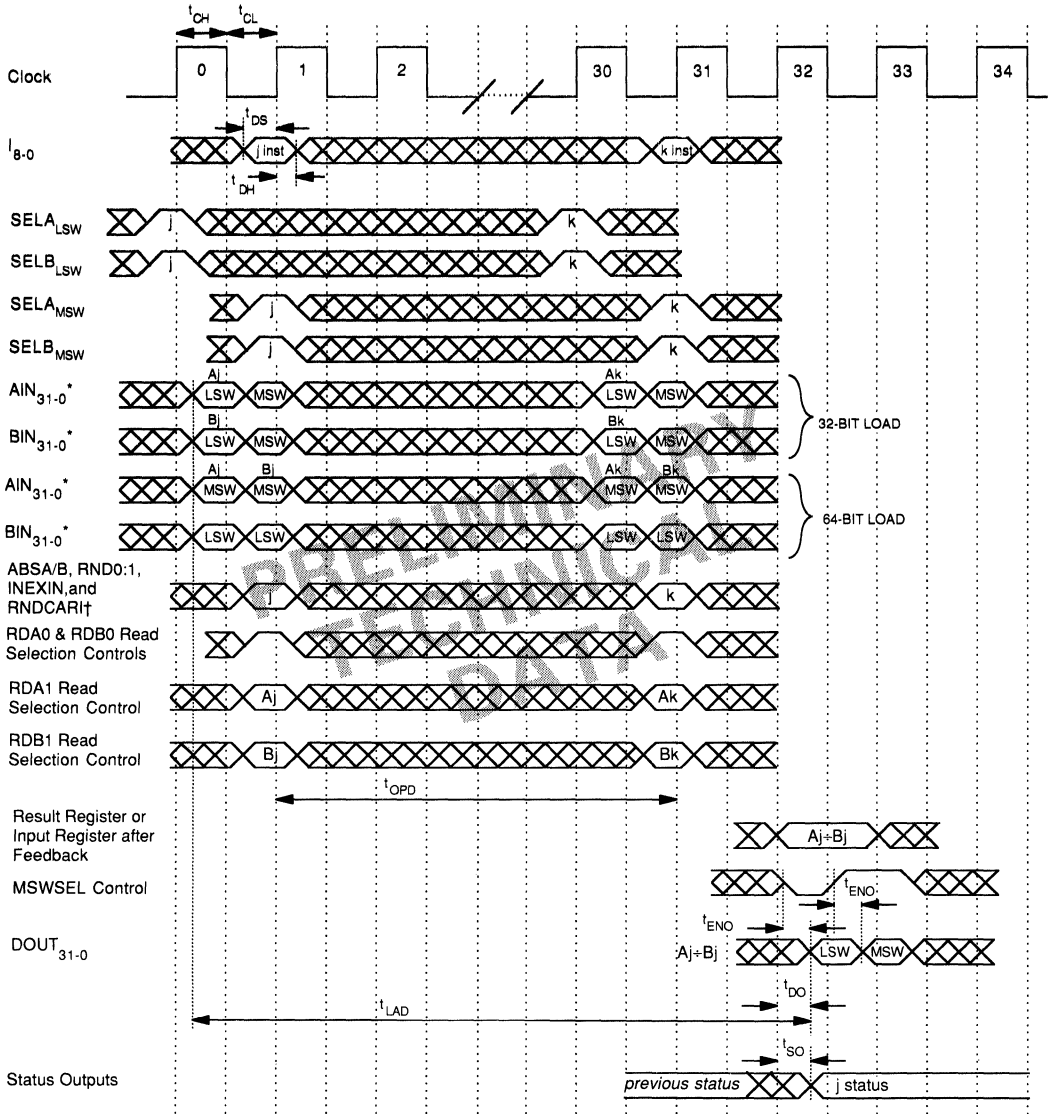 tCH tCL
Clock 0 1 2 30 31 32 33 34
tDS
I8-0 j inst k inst
tDH
SELALSW j k
SELBLSW j k
SELAMSW j k
SELBMSW j k
Aj Ak
AIN31-0* LSW MSW LSW MSW
32-BIT LOAD
Bj Bk
BIN31-0* LSW MSW LSW MSW
Aj Bj Ak Bk
AIN31-0* MSW MSW MSW MSW
64-BIT LOAD
BIN31-0* LSW LSW LSW LSW
ABSA/B, RND0:1,
INEXIN,and
RNDCARI† j k
RDA0 & RDB0 Read
Selection Controls
RDA1 Read
Selection Control Aj Ak
RDB1 Read
Selection Control Bj Bk
tOPD
Result Register or
Input Register after
Feedback Aj÷Bj
MSWSEL Control
tENO
tENO
DOUT31-0 Aj÷Bj LSW MSW
tDO
tLAD
tSO
Status Outputs previous status j status
PRELIMINARY
TECHNICAL
DATA